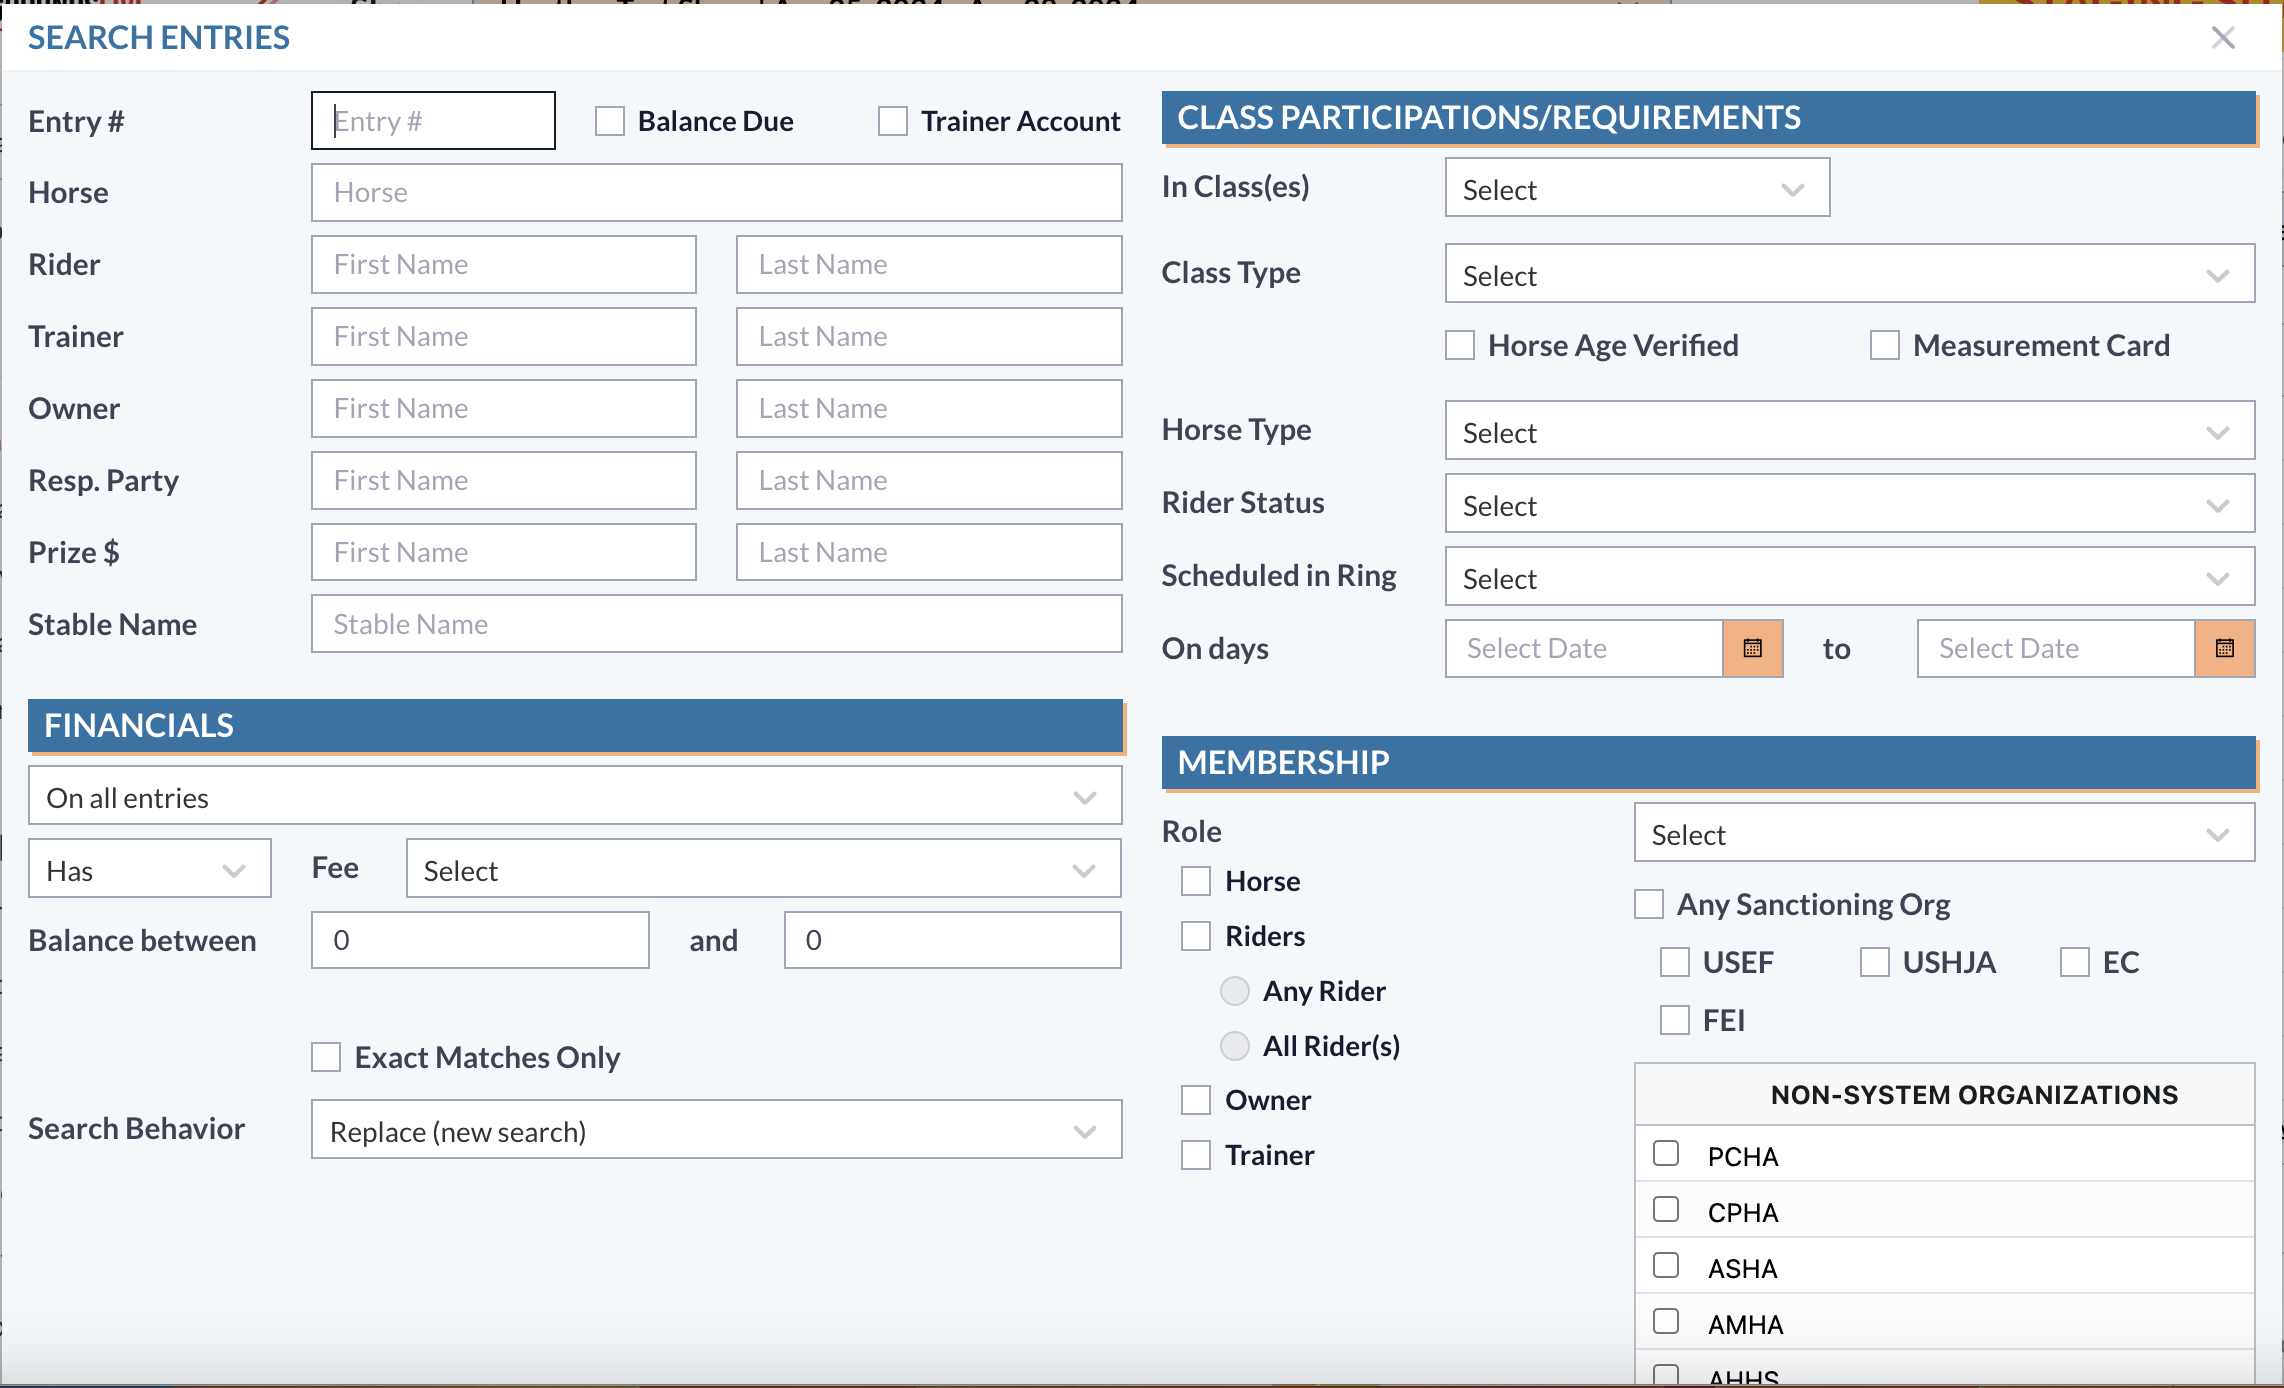 SEARCH ENTRIES
Entry # Entry # Balance Due Trainer Account
Horse Horse
Rider First Name Last Name
Trainer First Name Last Name
Owner First Name Last Name
Resp. Party First Name Last Name
Prize $ First Name Last Name
Stable Name Stable Name
FINANCIALS
On all entries
Has Fee Select
Balance between 0 and 0
Exact Matches Only
Search Behavior Replace (new search)
CLASS PARTICIPATIONS/REQUIREMENTS
In Class(es) Select
Class Type Select
Horse Age Verified Measurement Card
Horse Type Select
Rider Status Select
Scheduled in Ring Select
On days Select Date to Select Date
MEMBERSHIP
Role
Horse
Riders
Any Rider
All Rider(s)
Owner
Trainer
Select
Any Sanctioning Org
USEF USHJA EC
FEI
NON-SYSTEM ORGANIZATIONS
PCHA
CPHA
ASHA
AMHA
AHHS